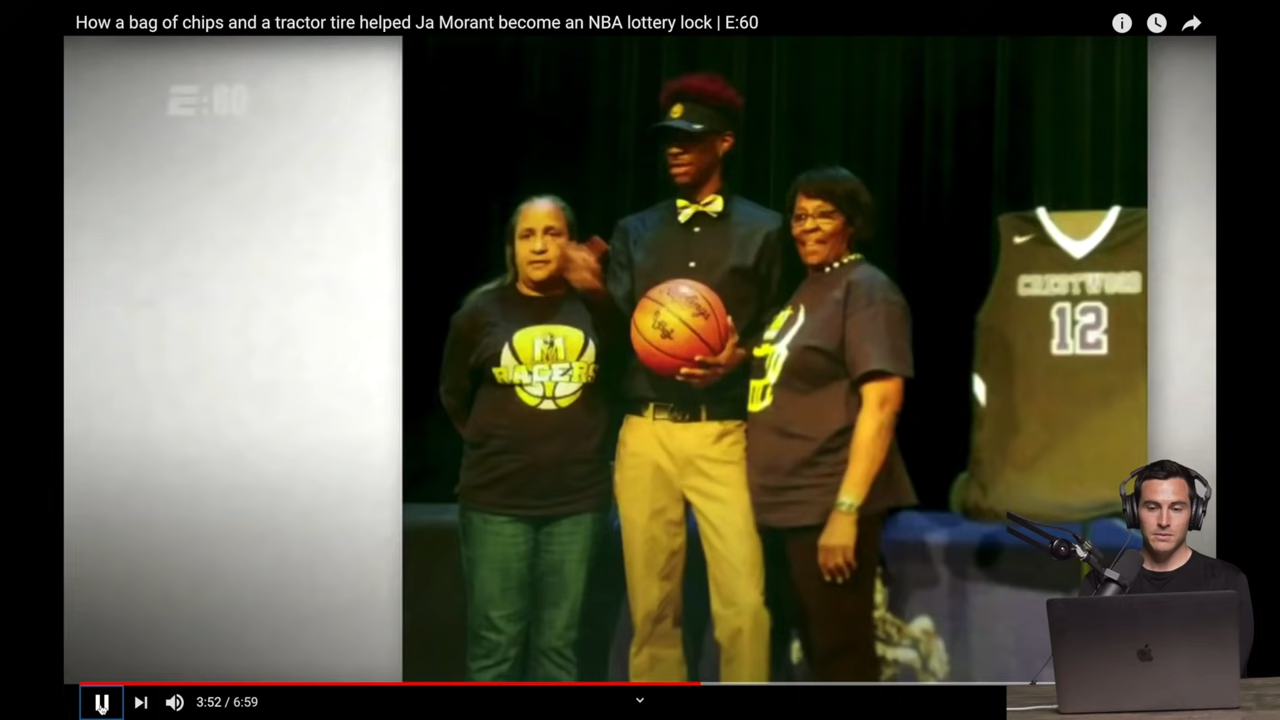 How a bag of chips and a tractor tire helped Ja Morant become an NBA lottery lock | E:60
E:60
M
RACERS
CRESTWOOD
12
3:52 / 6:59